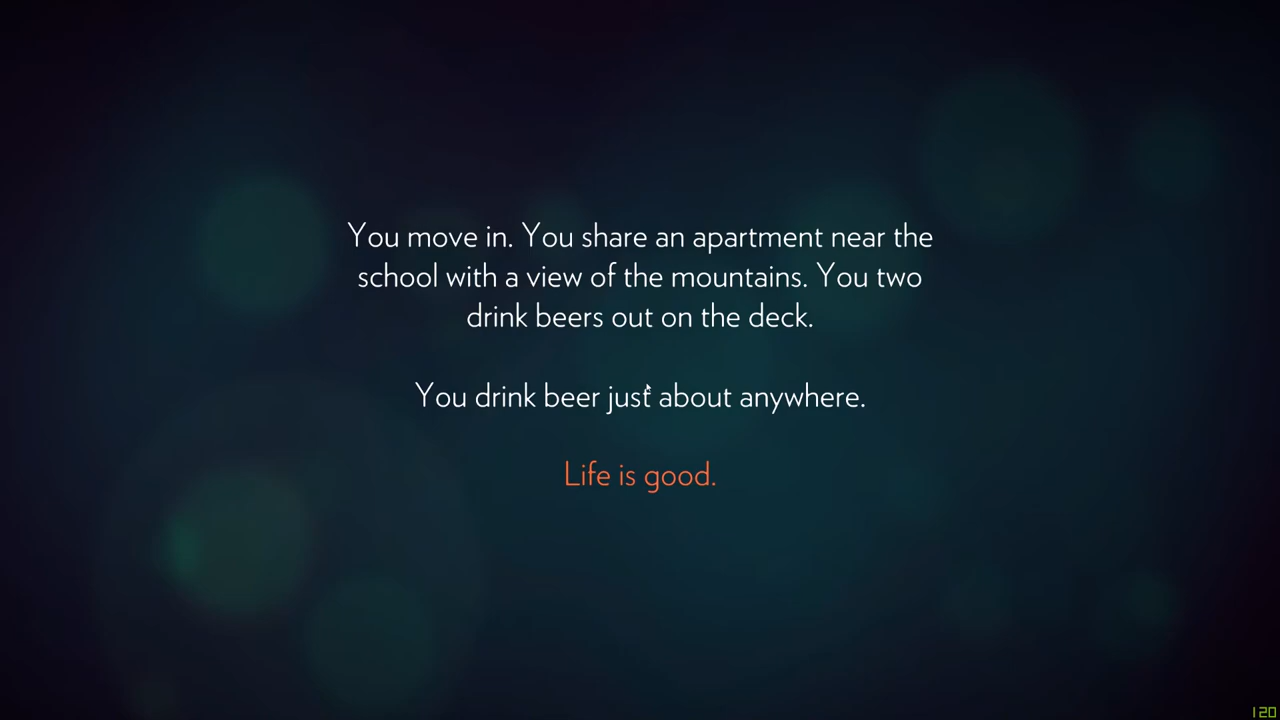 You move in. You share an apartment near the
school with a view of the mountains. You two
drink beers out on the deck.
You drink beer just about anywhere.
Life is good.
120